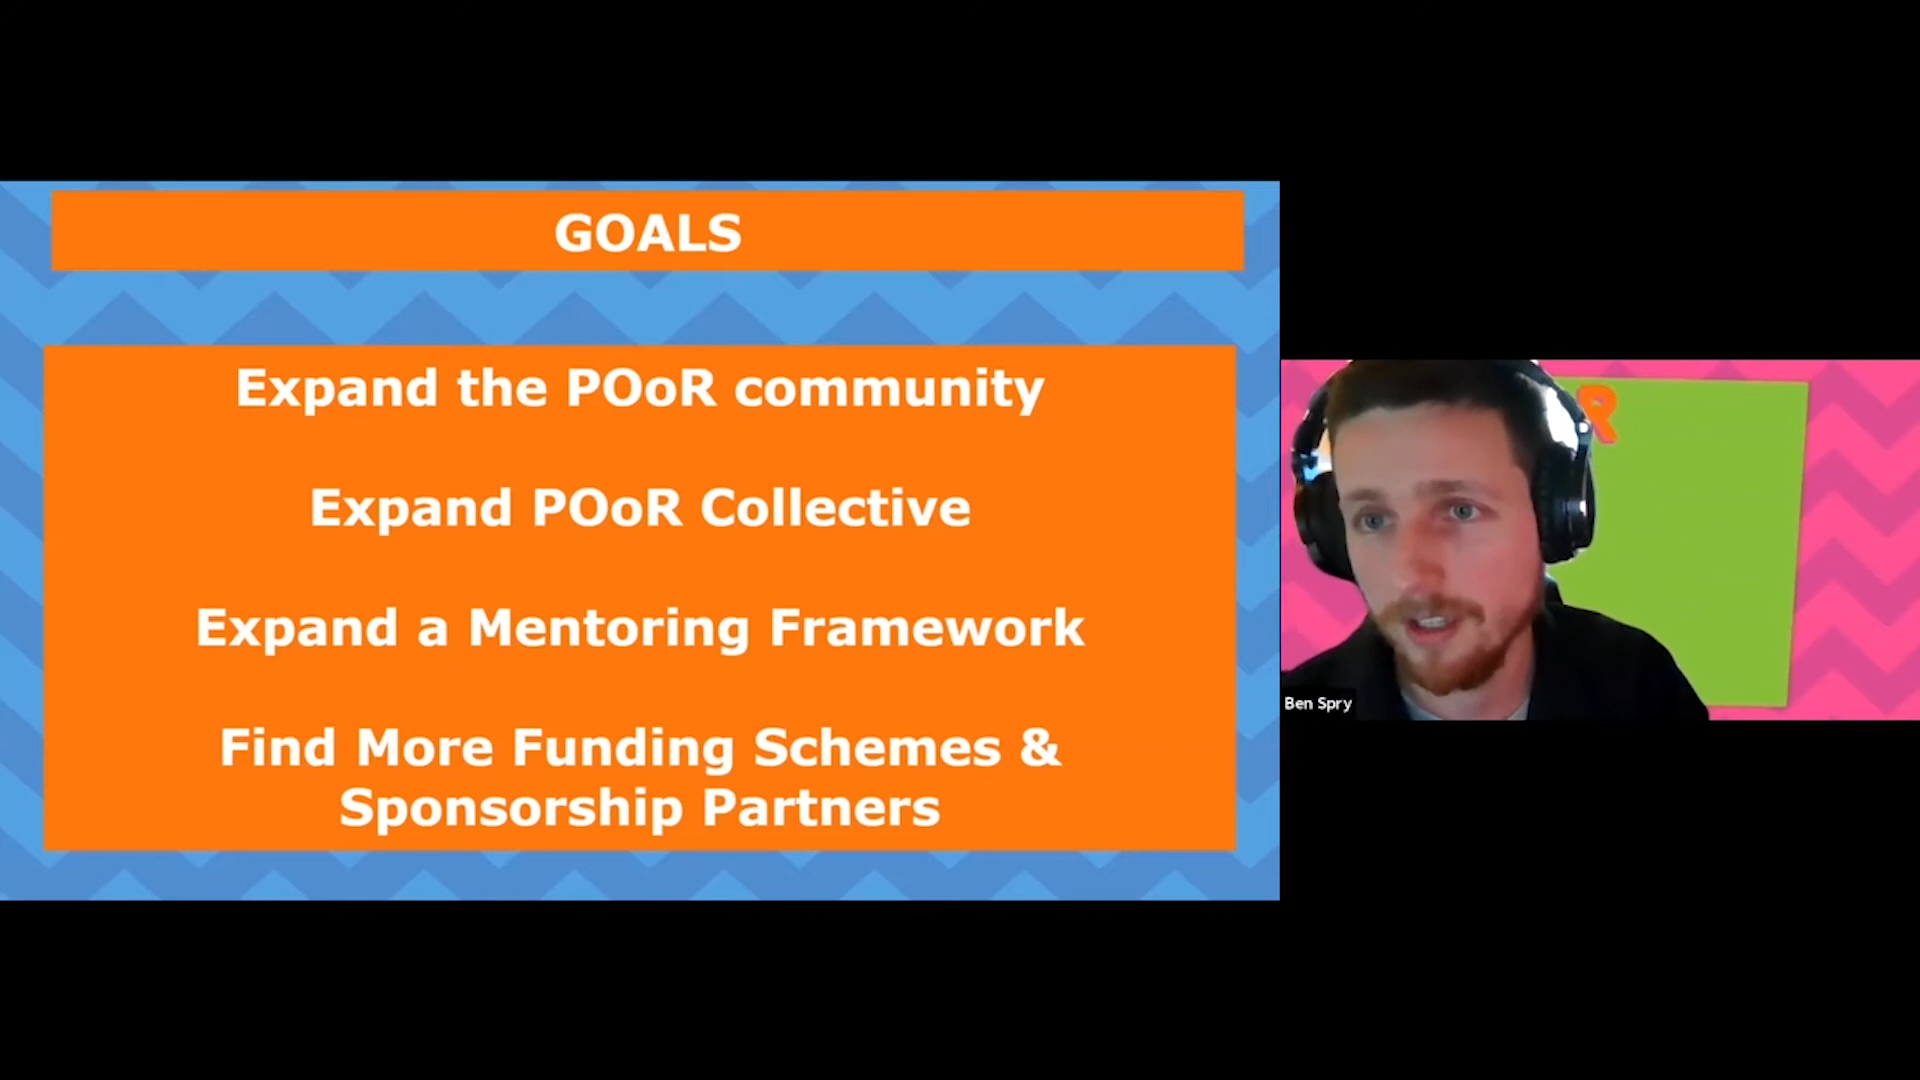 GOALS
Expand the POoR community
Expand POoR Collective
Expand a Mentoring Framework
Find More Funding Schemes &
Sponsorship Partners
R
Ben Spry